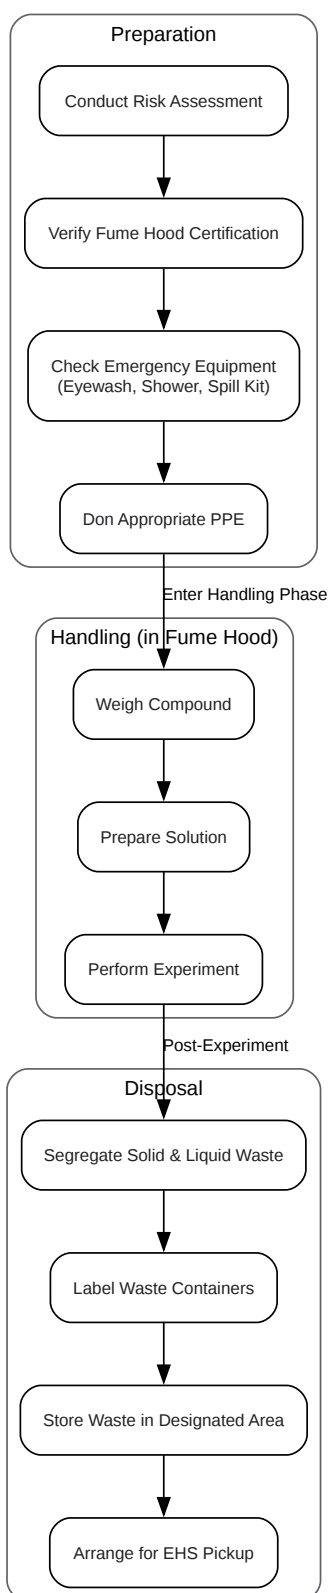 Preparation
Conduct Risk Assessment
Verify Fume Hood Certification
Check Emergency Equipment
(Eyewash, Shower, Spill Kit)
Don Appropriate PPE
Enter Handling Phase
Handling (in Fume Hood)
Weigh Compound
Prepare Solution
Perform Experiment
Post-Experiment
Disposal
Segregate Solid & Liquid Waste
Label Waste Containers
Store Waste in Designated Area
Arrange for EHS Pickup